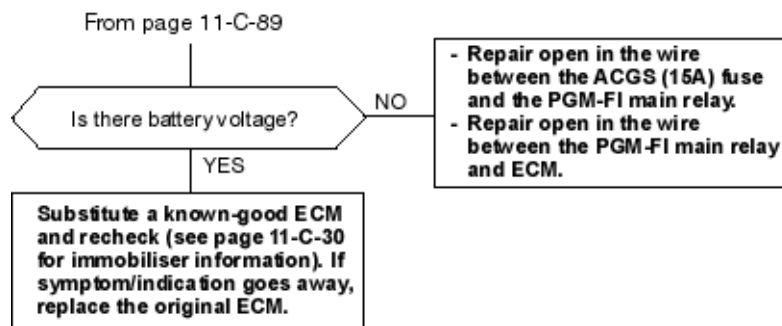 From page 11-C-89
Is there battery voltage?
NO
- Repair open in the wire
between the ACGS (15A) fuse
and the PGM-FI main relay.
- Repair open in the wire
between the PGM-FI main relay
and ECM.
YES
Substitute a known-good ECM
and recheck (see page 11-C-30
for immobiliser information). If
symptom/indication goes away,
replace the original ECM.